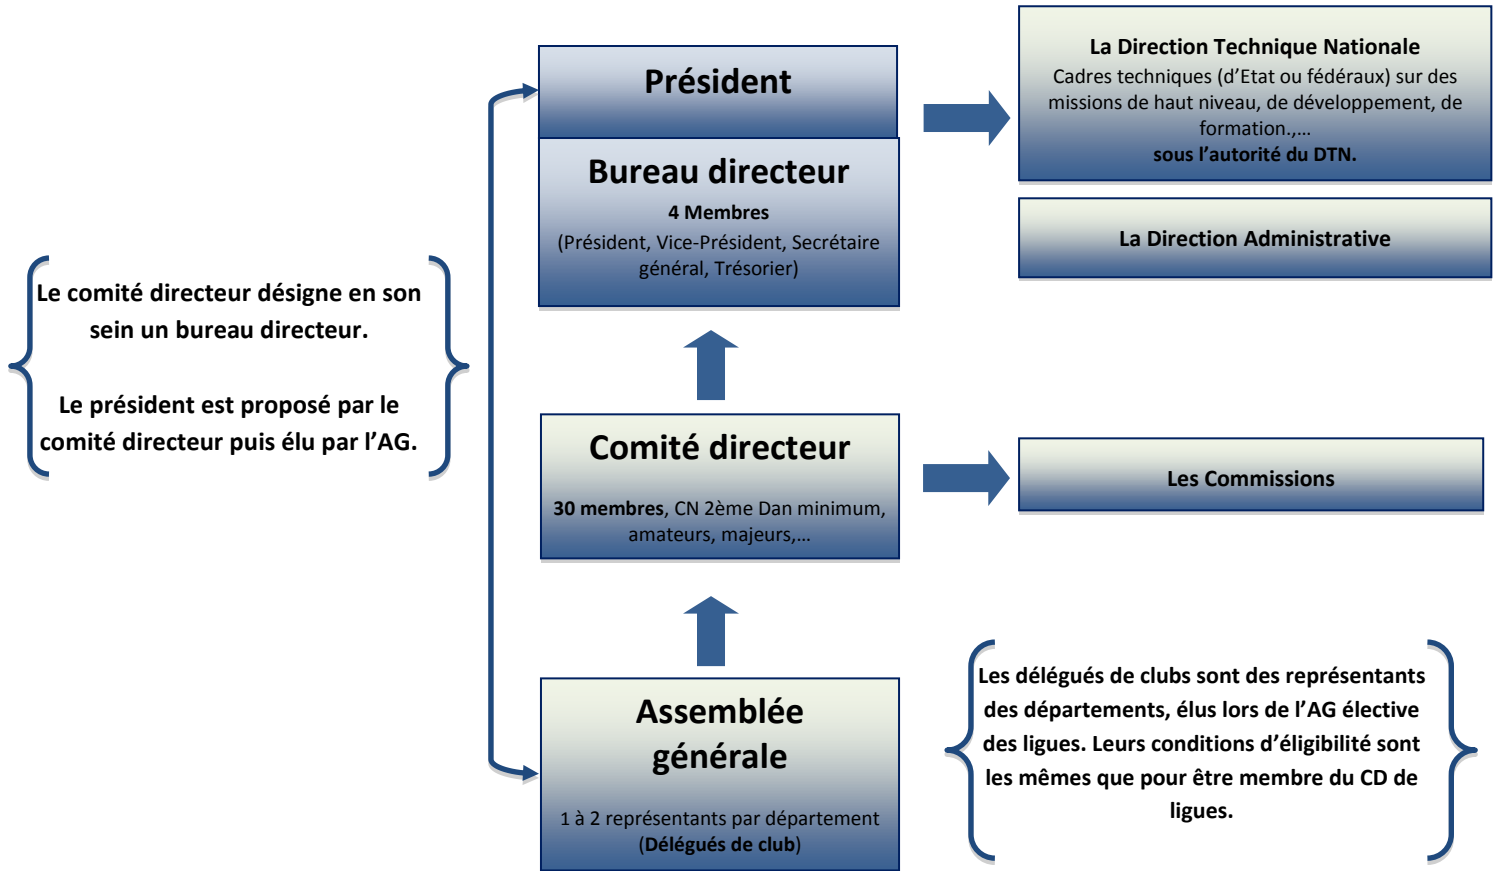 Président
Bureau directeur
4 Membres
(Président, Vice-Président, Secrétaire
général, Trésorier)
La Direction Technique Nationale
Cadres techniques (d’Etat ou fédéraux) sur des
missions de haut niveau, de développement, de
formation.,…
sous l’autorité du DTN.
La Direction Administrative
Le comité directeur désigne en son
sein un bureau directeur.
Le président est proposé par le
comité directeur puis élu par l’AG.
Comité directeur
30 membres, CN 2ème Dan minimum,
amateurs, majeurs,…
Les Commissions
Assemblée
générale
1 à 2 représentants par département
(Délégués de club)
Les délégués de clubs sont des représentants
des départements, élus lors de l’AG élective
des ligues. Leurs conditions d’éligibilité sont
les mêmes que pour être membre du CD de
ligues.